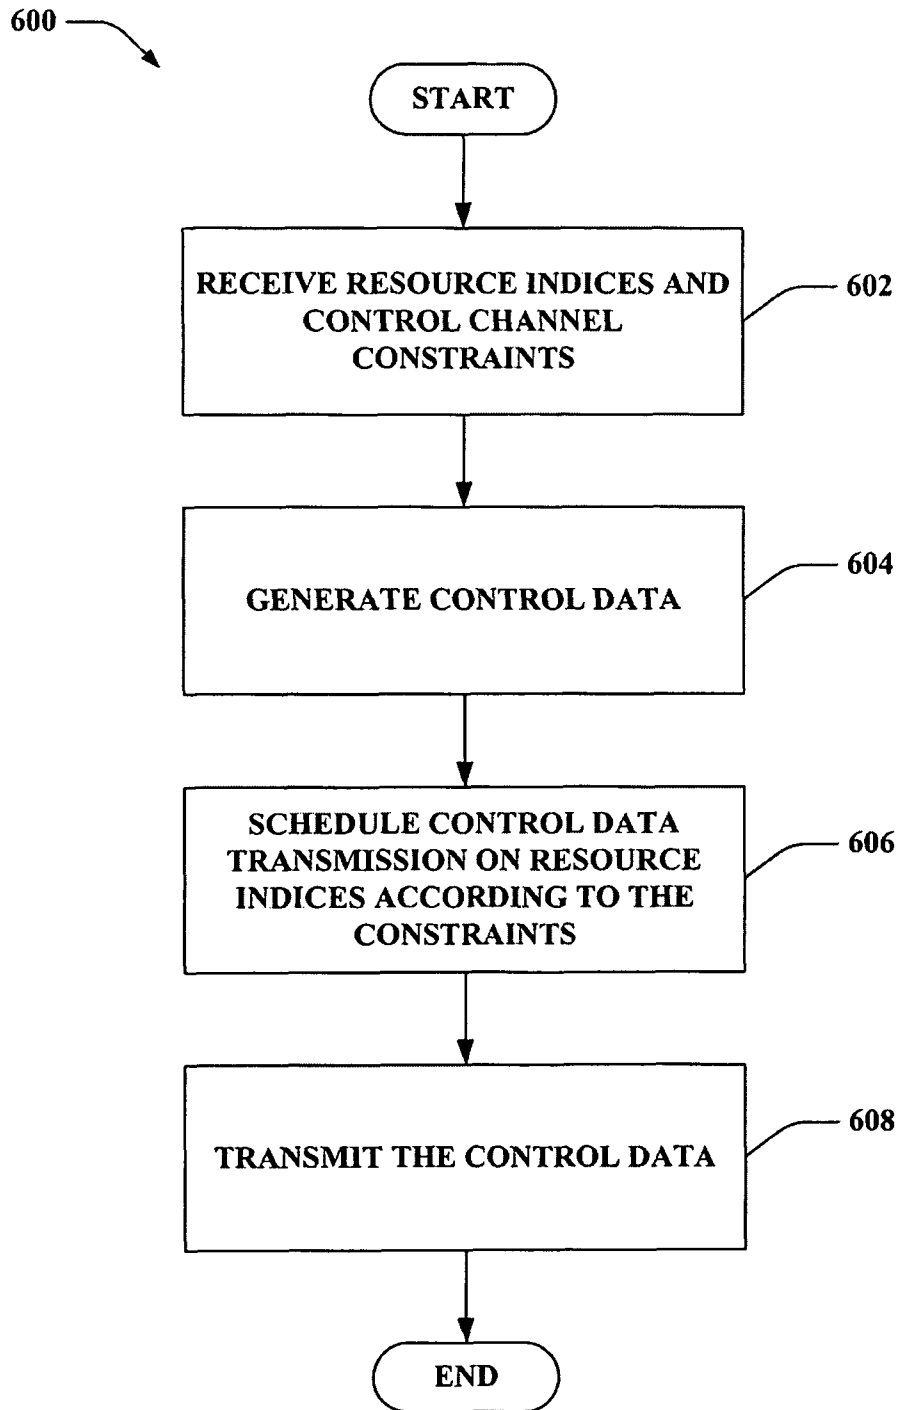 600
START
RECEIVE RESOURCE INDICES AND
CONTROL CHANNEL
CONSTRAINTS
602
GENERATE CONTROL DATA
604
SCHEDULE CONTROL DATA
TRANSMISSION ON RESOURCE
INDICES ACCORDING TO THE
CONSTRAINTS
606
TRANSMIT THE CONTROL DATA
608
END